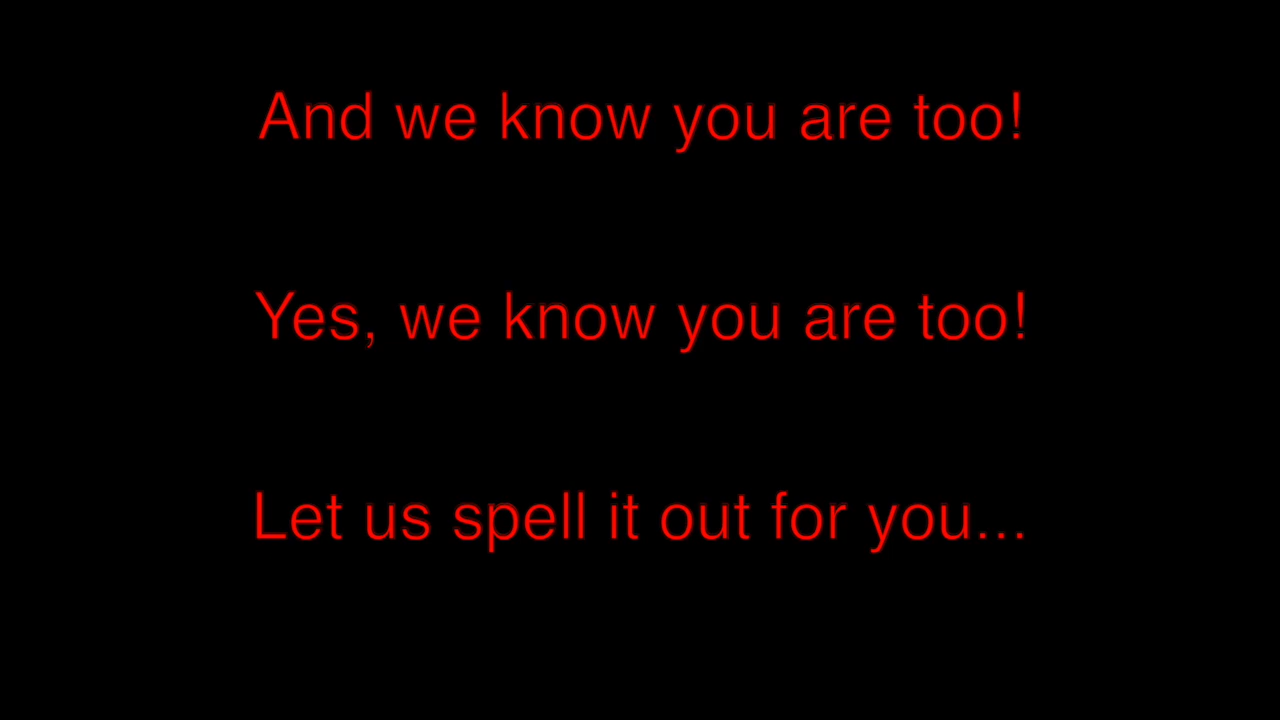 And we know you are too!
Yes, we know you are too!
Let us spell it out for you...